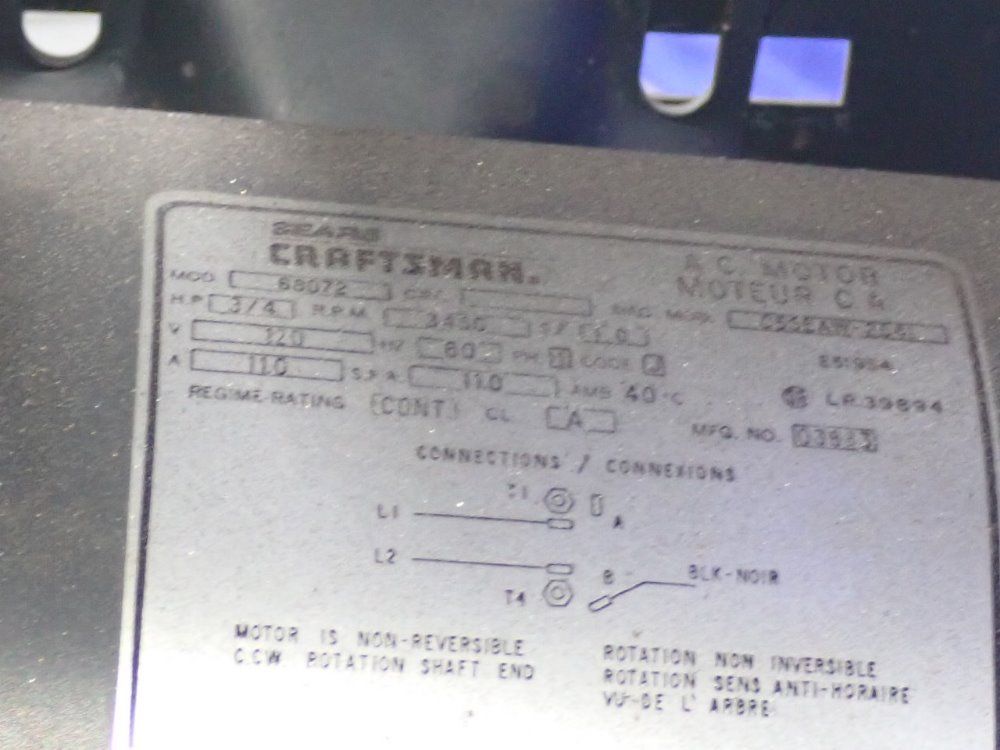 SEARS
CRAFTSMAN.
A.C. MOTOR
MOTEUR C A
MOD. 68072
H.P. 3/4 R.P.M. 3450 S.F. 1.0
V 120 HZ 60 PH 1 CODE
A 11.0 S.F.A. 11.0 AMB 40°C
LR 39894
REGIME-RATING (CONT.) CL A
MFG. NO.
CONNECTIONS / CONNEXIONS
T1
L1 A
L2
B BLK-NOIR
T4
MOTOR IS NON-REVERSIBLE
C.C.W. ROTATION SHAFT END
ROTATION NON INVERSIBLE
ROTATION SENS ANTI-HORAIRE
VU DE L' ARBRE